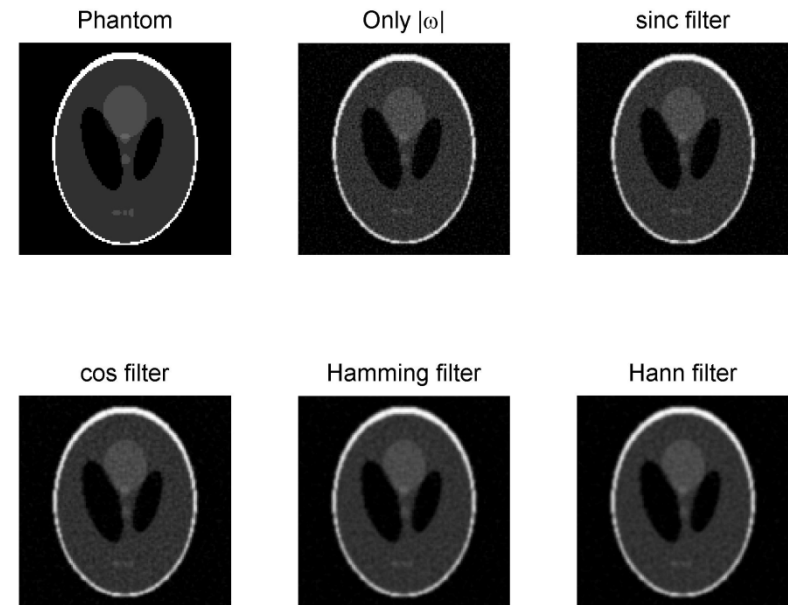 Phantom
Only |ω|
sinc filter
cos filter
Hamming filter
Hann filter